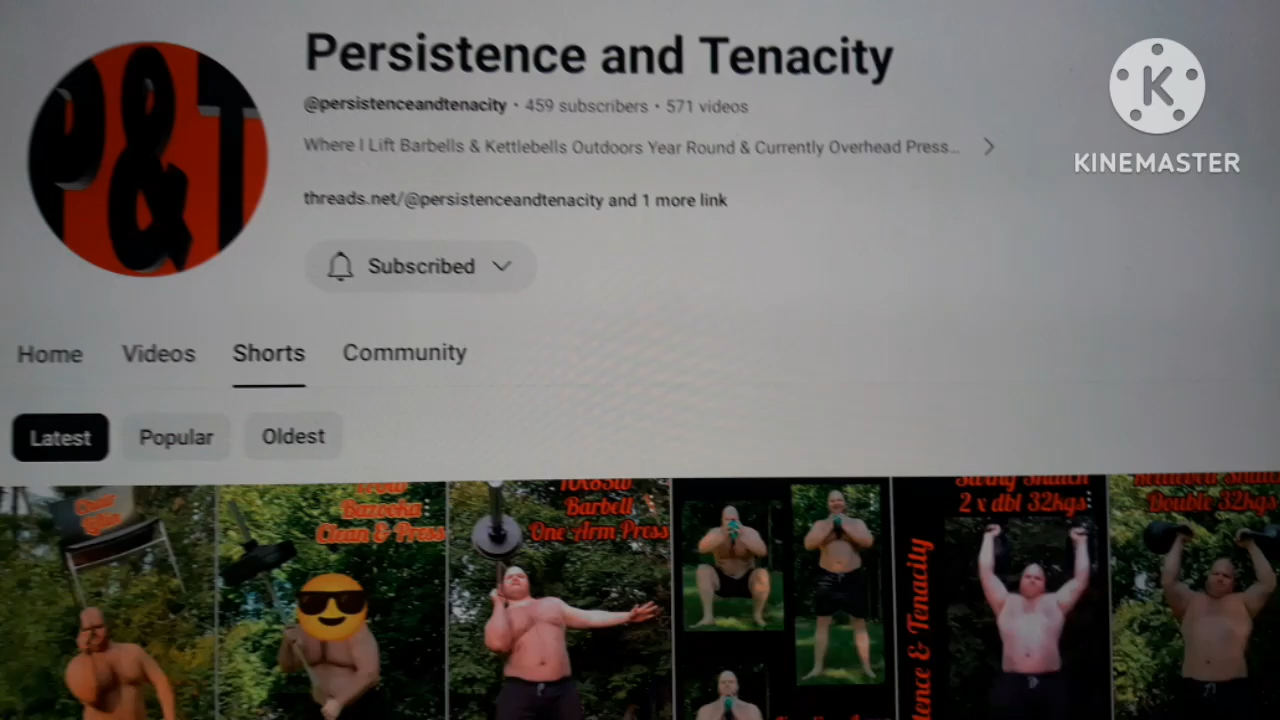 P&T
Persistence and Tenacity
@persistenceandtenacity • 459 subscribers • 571 videos
Where I Lift Barbells & Kettlebells Outdoors Year Round & Currently Overhead Press...
threads.net/@persistenceandtenacity and 1 more link
Subscribed
K
KINEMASTER
Home Videos Shorts Community
Latest Popular Oldest
Bazooka
Clean & Press
Barbell
One Arm Press
Snatch
2 x dbl 32kgs
tence & Tenacity
Double 32kgs